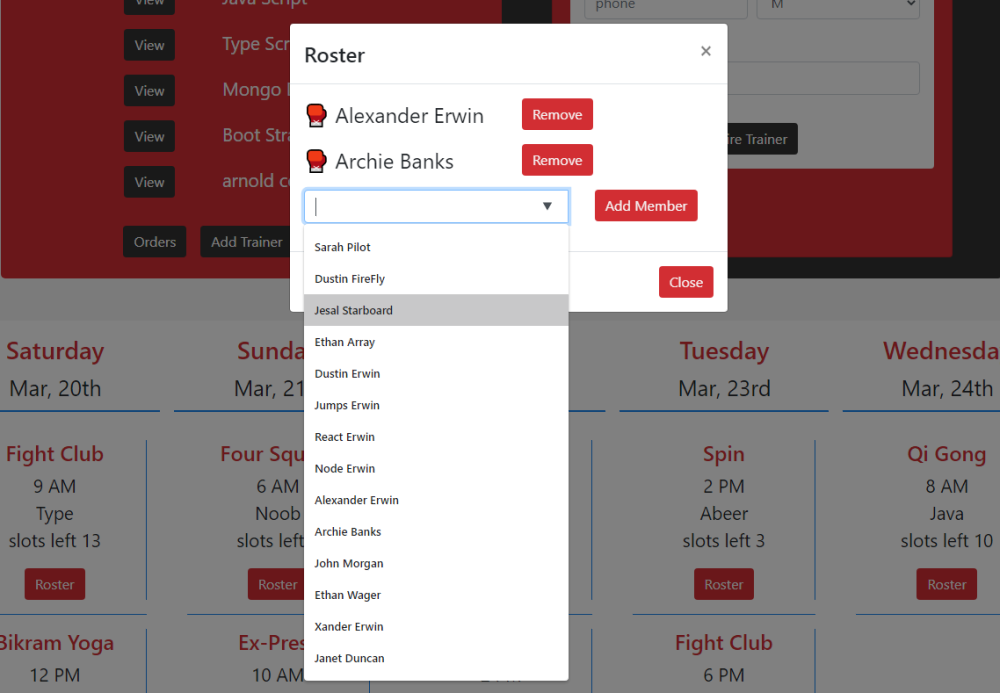 View
Java Script
phone
M
View
Type Scr
View
Mongo
View
Boot Stra
View
arnold co
Orders
Add Trainer
ire Trainer
Roster
×
Alexander Erwin
Remove
Archie Banks
Remove
Add Member
Sarah Pilot
Dustin FireFly
Jesal Starboard
Ethan Array
Dustin Erwin
Jumps Erwin
React Erwin
Node Erwin
Alexander Erwin
Archie Banks
John Morgan
Ethan Wager
Xander Erwin
Janet Duncan
Close
Saturday
Mar, 20th
Sunda
Mar, 21
Tuesday
Mar, 23rd
Wednesda
Mar, 24th
Fight Club
9 AM
Type
slots left 13
Roster
Four Squ
6 AM
Noob
slots left
Roster
Spin
2 PM
Abeer
slots left 3
Roster
Qi Gong
8 AM
Java
slots left 10
Roster
Bikram Yoga
12 PM
Ex-Pres
10 AM
Fight Club
6 PM